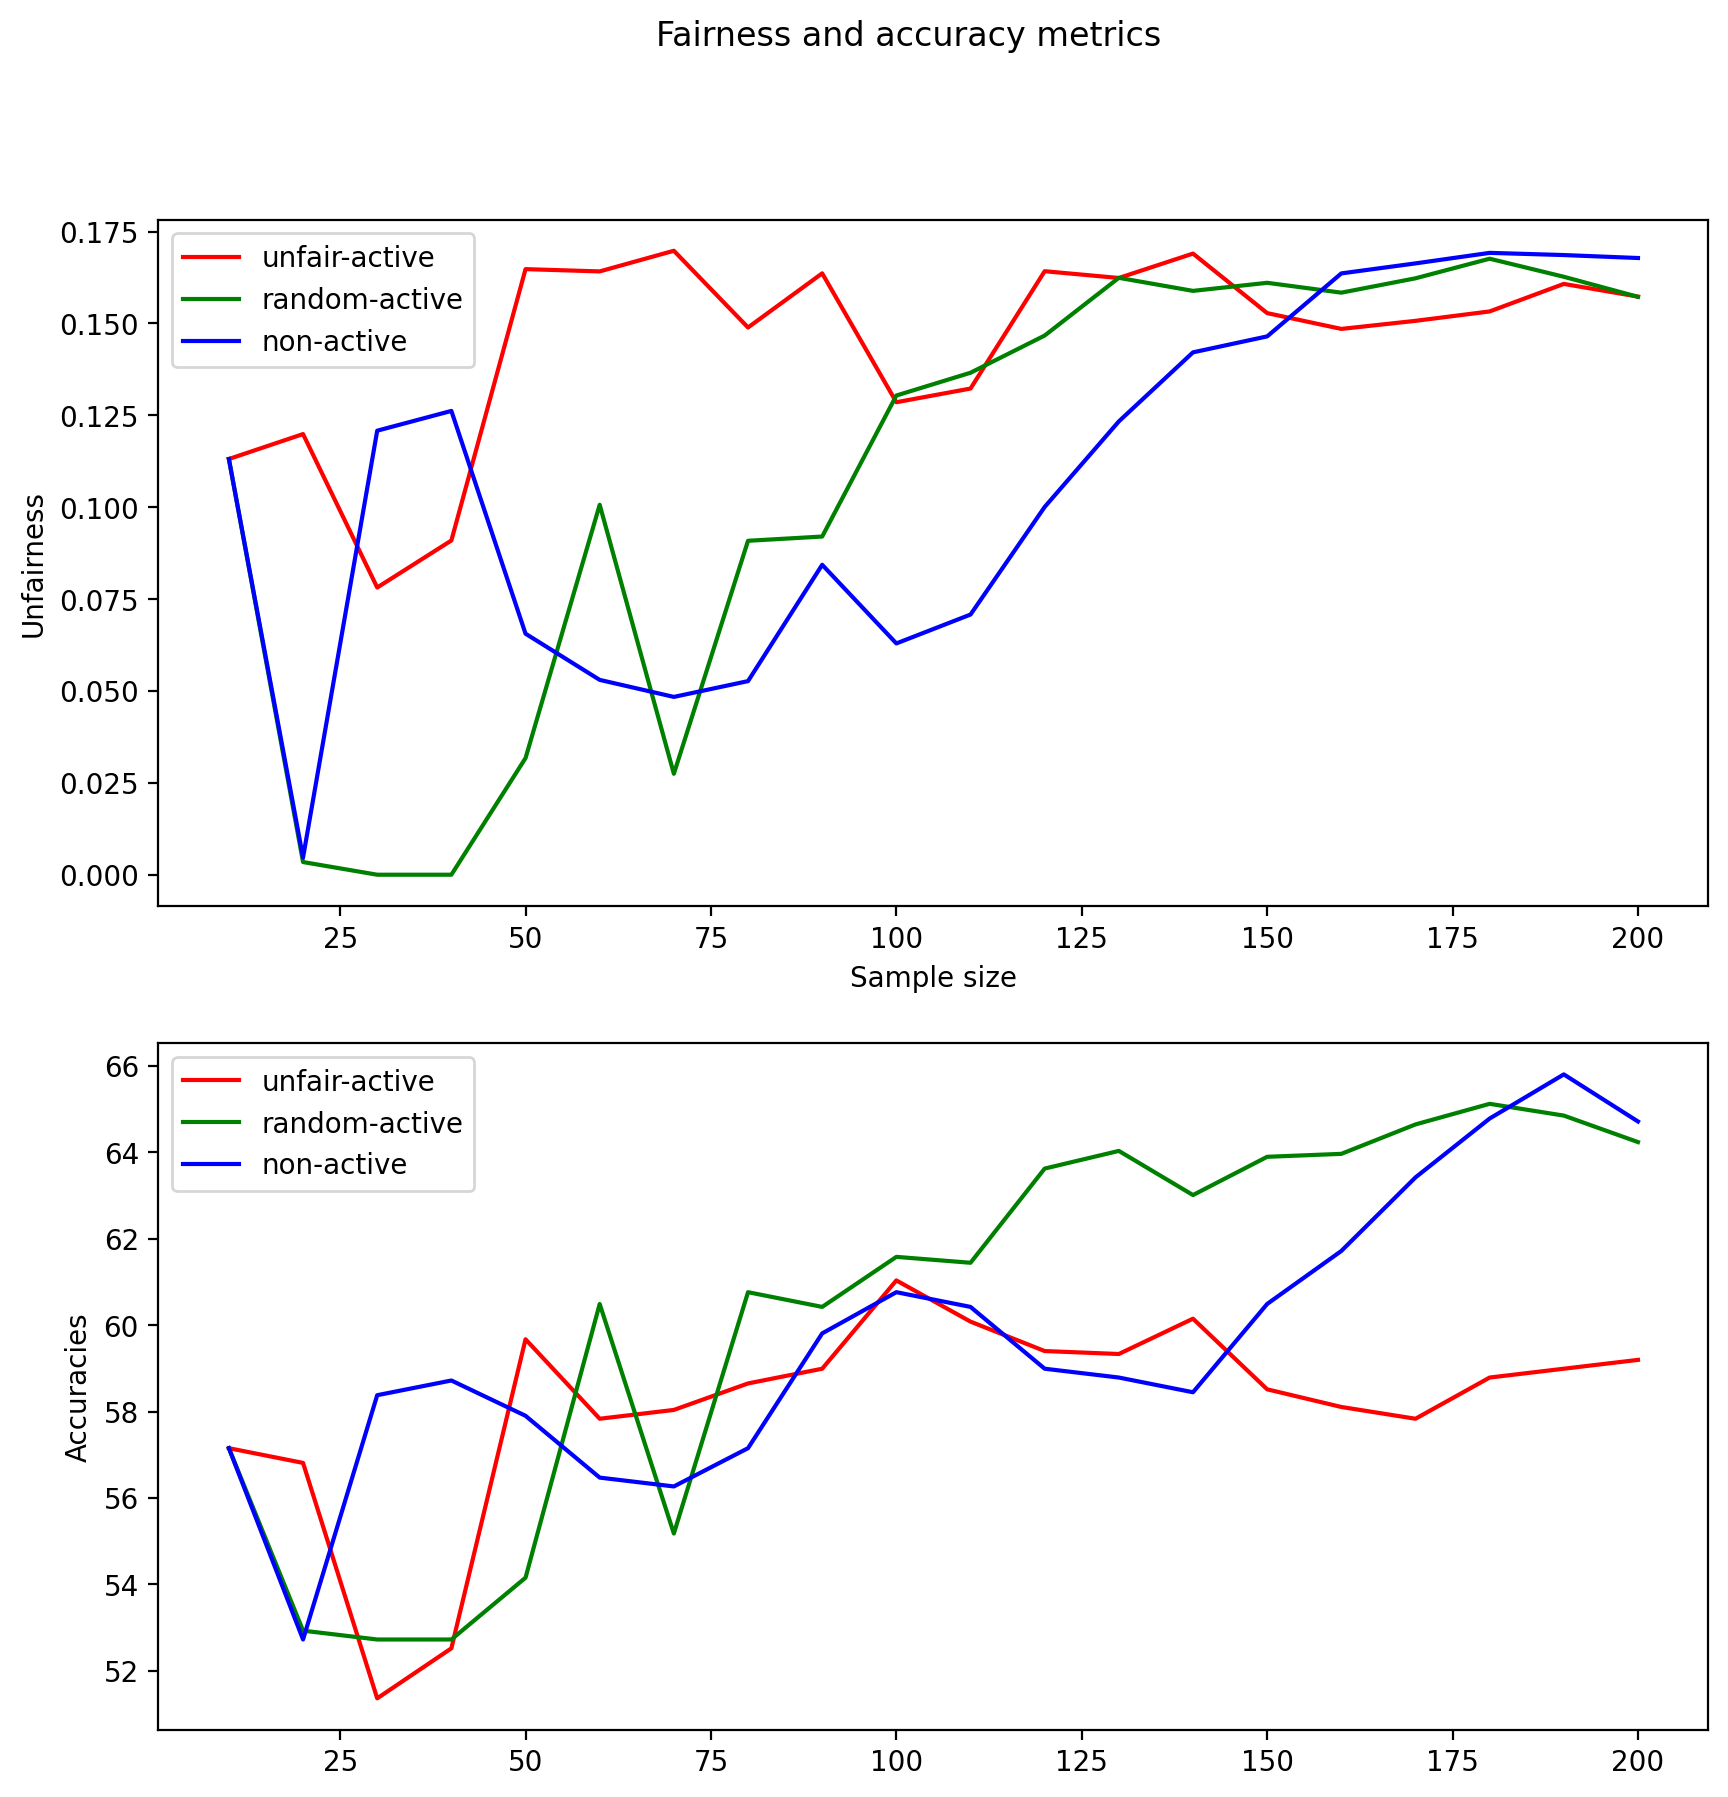 Fairness and accuracy metrics
0.175
0.150
0.125
0.100
0.075
0.050
0.025
0.000
Unfairness
unfair-active
random-active
non-active
25 50 75 100 125 150 175 200
Sample size
66
64
62
60
58
56
54
52
Accuracies
unfair-active
random-active
non-active
25 50 75 100 125 150 175 200